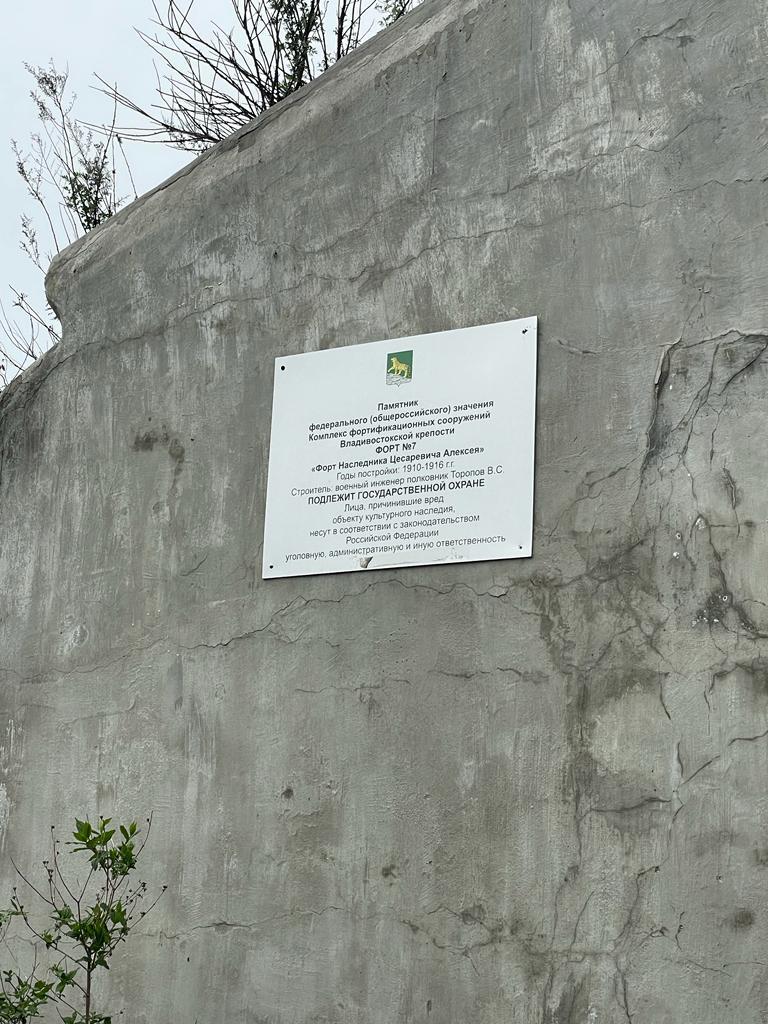 Памятник
федерального (общероссийского) значения
Комплекс фортификационных сооружений
Владивостокской крепости
ФОРТ №7
«Форт Наследника Цесаревича Алексея»
Годы постройки: 1910-1916 г.г.
Строитель: военный инженер полковник Торопов В.С.
ПОДЛЕЖИТ ГОСУДАРСТВЕННОЙ ОХРАНЕ
Лица, причинившие вред
объекту культурного наследия,
несут в соответствии с законодательством
Российской Федерации
уголовную, административную и иную ответственность